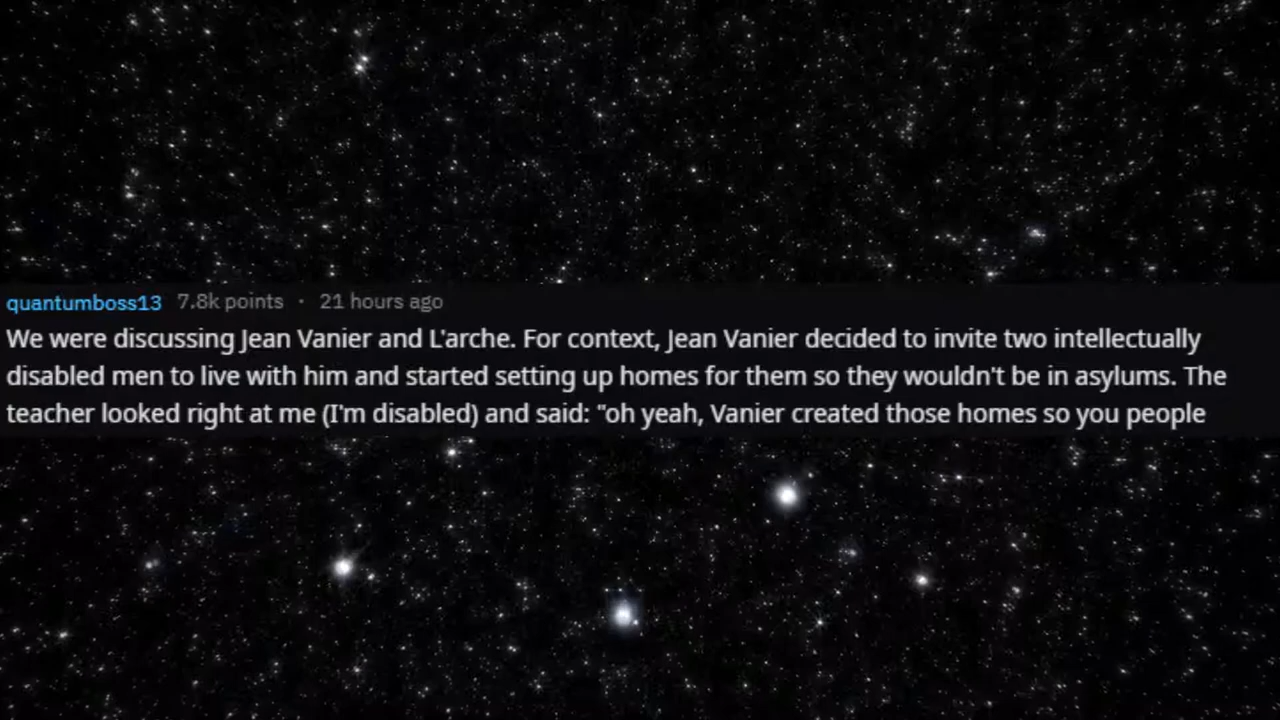 quantumboss13 7.8k points · 21 hours ago
We were discussing Jean Vanier and L'arche. For context, Jean Vanier decided to invite two intellectually
disabled men to live with him and started setting up homes for them so they wouldn't be in asylums. The
teacher looked right at me (I'm disabled) and said: "oh yeah, Vanier created those homes so you people